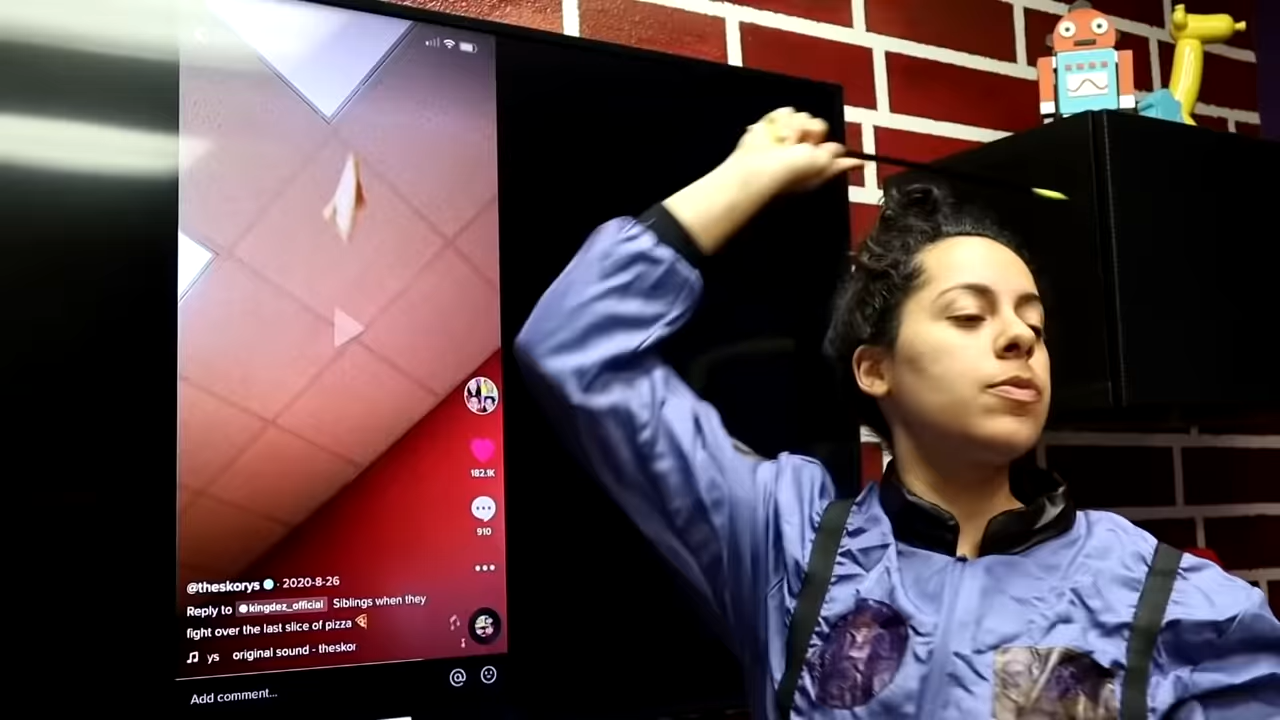 182.1K
910
@theskorys · 2020-8-26
Reply to kingdez_official Siblings when they
fight over the last slice of pizza 🍕
ys original sound - theskor
Add comment...